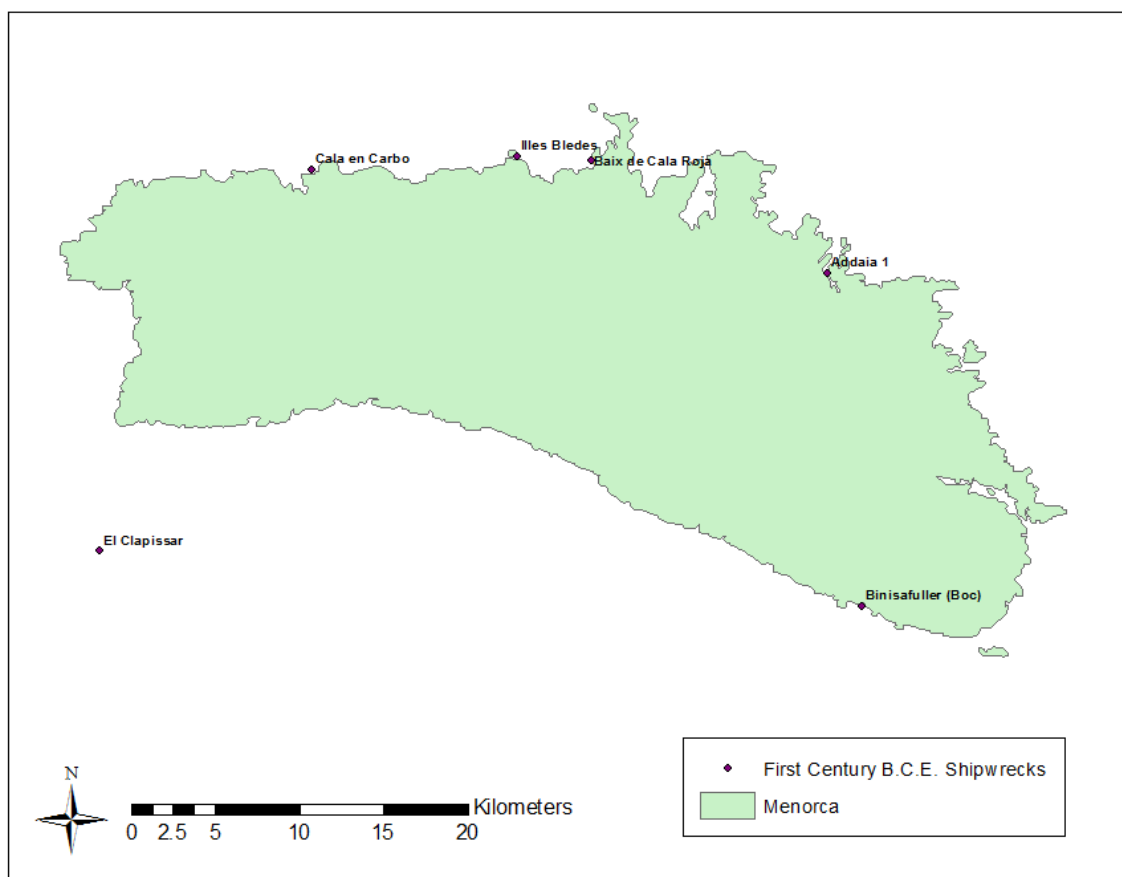 Illes Bledes
Cala en Carbo
Baix de Cala Roja
Addaia 1
El Clapissar
Binisafuller (Boc)
N
Kilometers
0 2.5 5 10 15 20
First Century B.C.E. Shipwrecks
Menorca